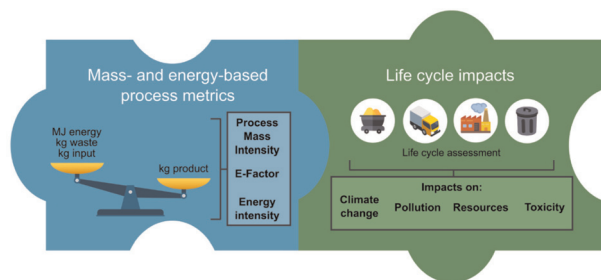 Mass- and energy-based
process metrics
MJ energy
kg waste
kg input
kg product
Process
Mass
Intensity
E-Factor
Energy
intensity
Life cycle impacts
Life cycle assessment
Impacts on:
Climate
change
Pollution
Resources
Toxicity